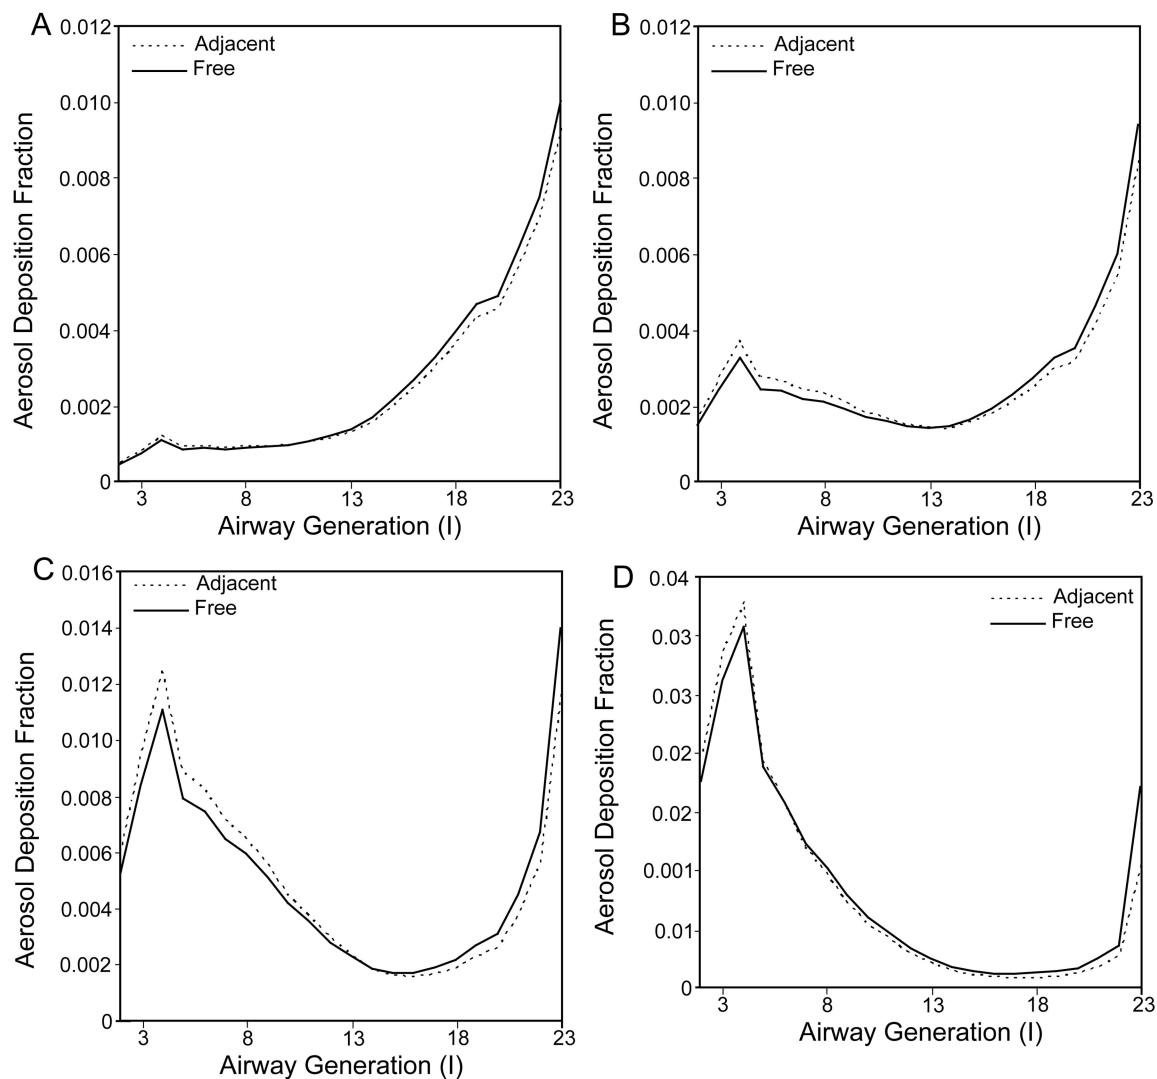 A
Adjacent
Free
0.012
0.010
0.008
0.006
0.004
0.002
0
Aerosol Deposition Fraction
3 8 13 18 23
Airway Generation (I)
B
Adjacent
Free
0.012
0.010
0.008
0.006
0.004
0.002
0
Aerosol Deposition Fraction
3 8 13 18 23
Airway Generation (I)
C
Adjacent
Free
0.016
0.014
0.012
0.010
0.008
0.006
0.004
0.002
0
Aerosol Deposition Fraction
3 8 13 18 23
Airway Generation (I)
D
Adjacent
Free
0.04
0.03
0.03
0.02
0.02
0.001
0.01
0
Aerosol Deposition Fraction
3 8 13 18 23
Airway Generation (I)